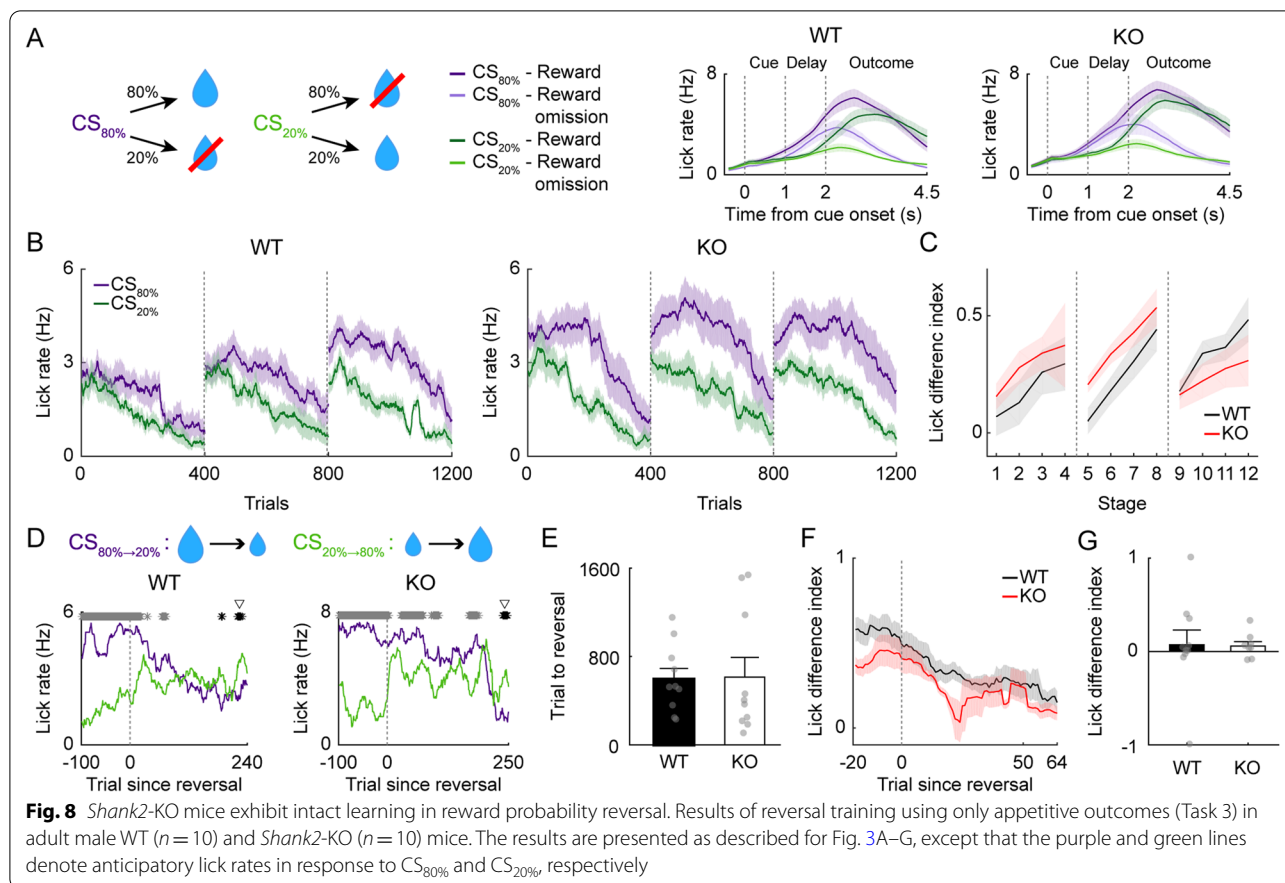 A
CS80%
80%
20%
CS20%
80%
20%
CS80% - Reward
CS80% - Reward
omission
CS20% - Reward
CS20% - Reward
omission
WT
Cue Delay Outcome
Lick rate (Hz)
8
0
0 1 2 4.5
Time from cue onset (s)
KO
Cue Delay Outcome
Lick rate (Hz)
8
0
0 1 2 4.5
Time from cue onset (s)
B
WT
CS80%
CS20%
Lick rate (Hz)
6
3
0
0 400 800 1200
Trials
KO
Lick rate (Hz)
6
3
0
0 400 800 1200
Trials
C
Lick differenc index
0.5
0
WT
KO
1 2 3 4 5 6 7 8 9 10 11 12
Stage
D
CS80%→20% :
CS20%→80% :
WT
Lick rate (Hz)
6
0
-100 0 240
Trial since reversal
KO
Lick rate (Hz)
8
0
-100 0 250
Trial since reversal
E
Trial to reversal
1600
800
0
WT KO
F
Lick difference index
1
0
WT
KO
-20 0 50 64
Trial since reversal
G
Lick difference index
1
0
-1
WT KO
Fig. 8 Shank2-KO mice exhibit intact learning in reward probability reversal. Results of reversal training using only appetitive outcomes (Task 3) in
adult male WT (n = 10) and Shank2-KO (n = 10) mice. The results are presented as described for Fig. 3A–G, except that the purple and green lines
denote anticipatory lick rates in response to CS80% and CS20%, respectively